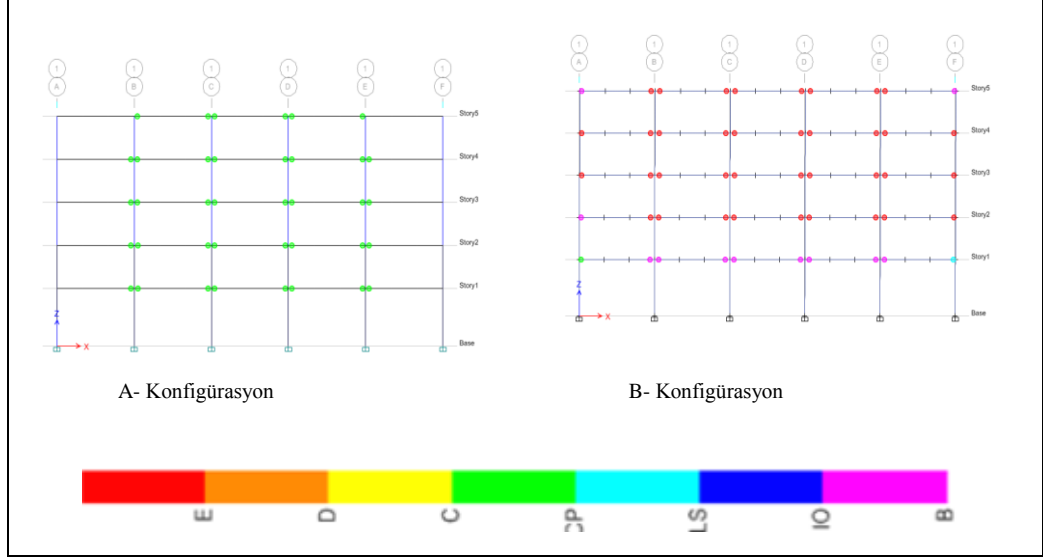 1 1 1 1 1 1
A B C D E F
Story5
Story4
Story3
Story2
Story1
Z
X
Base
1 1 1 1 1 1
A B C D E F
Story5
Story4
Story3
Story2
Story1
Z
X
Base
A- Konfigürasyon
B- Konfigürasyon
E D C CP LS IO B